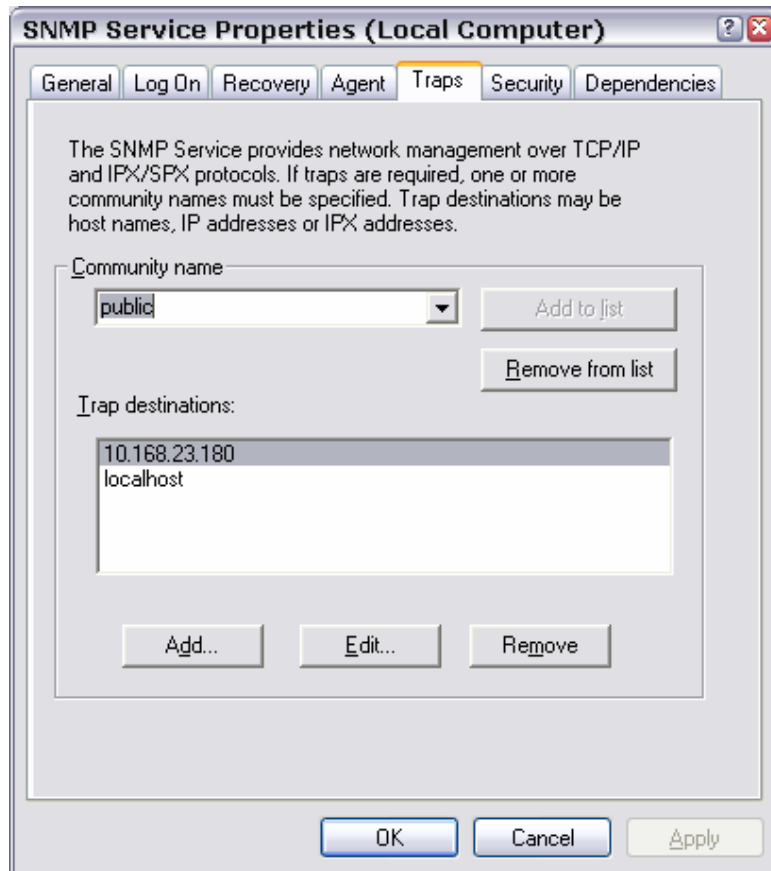 SNMP Service Properties (Local Computer)
General Log On Recovery Agent Traps Security Dependencies
The SNMP Service provides network management over TCP/IP
and IPX/SPX protocols. If traps are required, one or more
community names must be specified. Trap destinations may be
host names, IP addresses or IPX addresses.
Community name
public
Add to list
Remove from list
Trap destinations:
10.168.23.180
localhost
Add... Edit... Remove
OK Cancel Apply